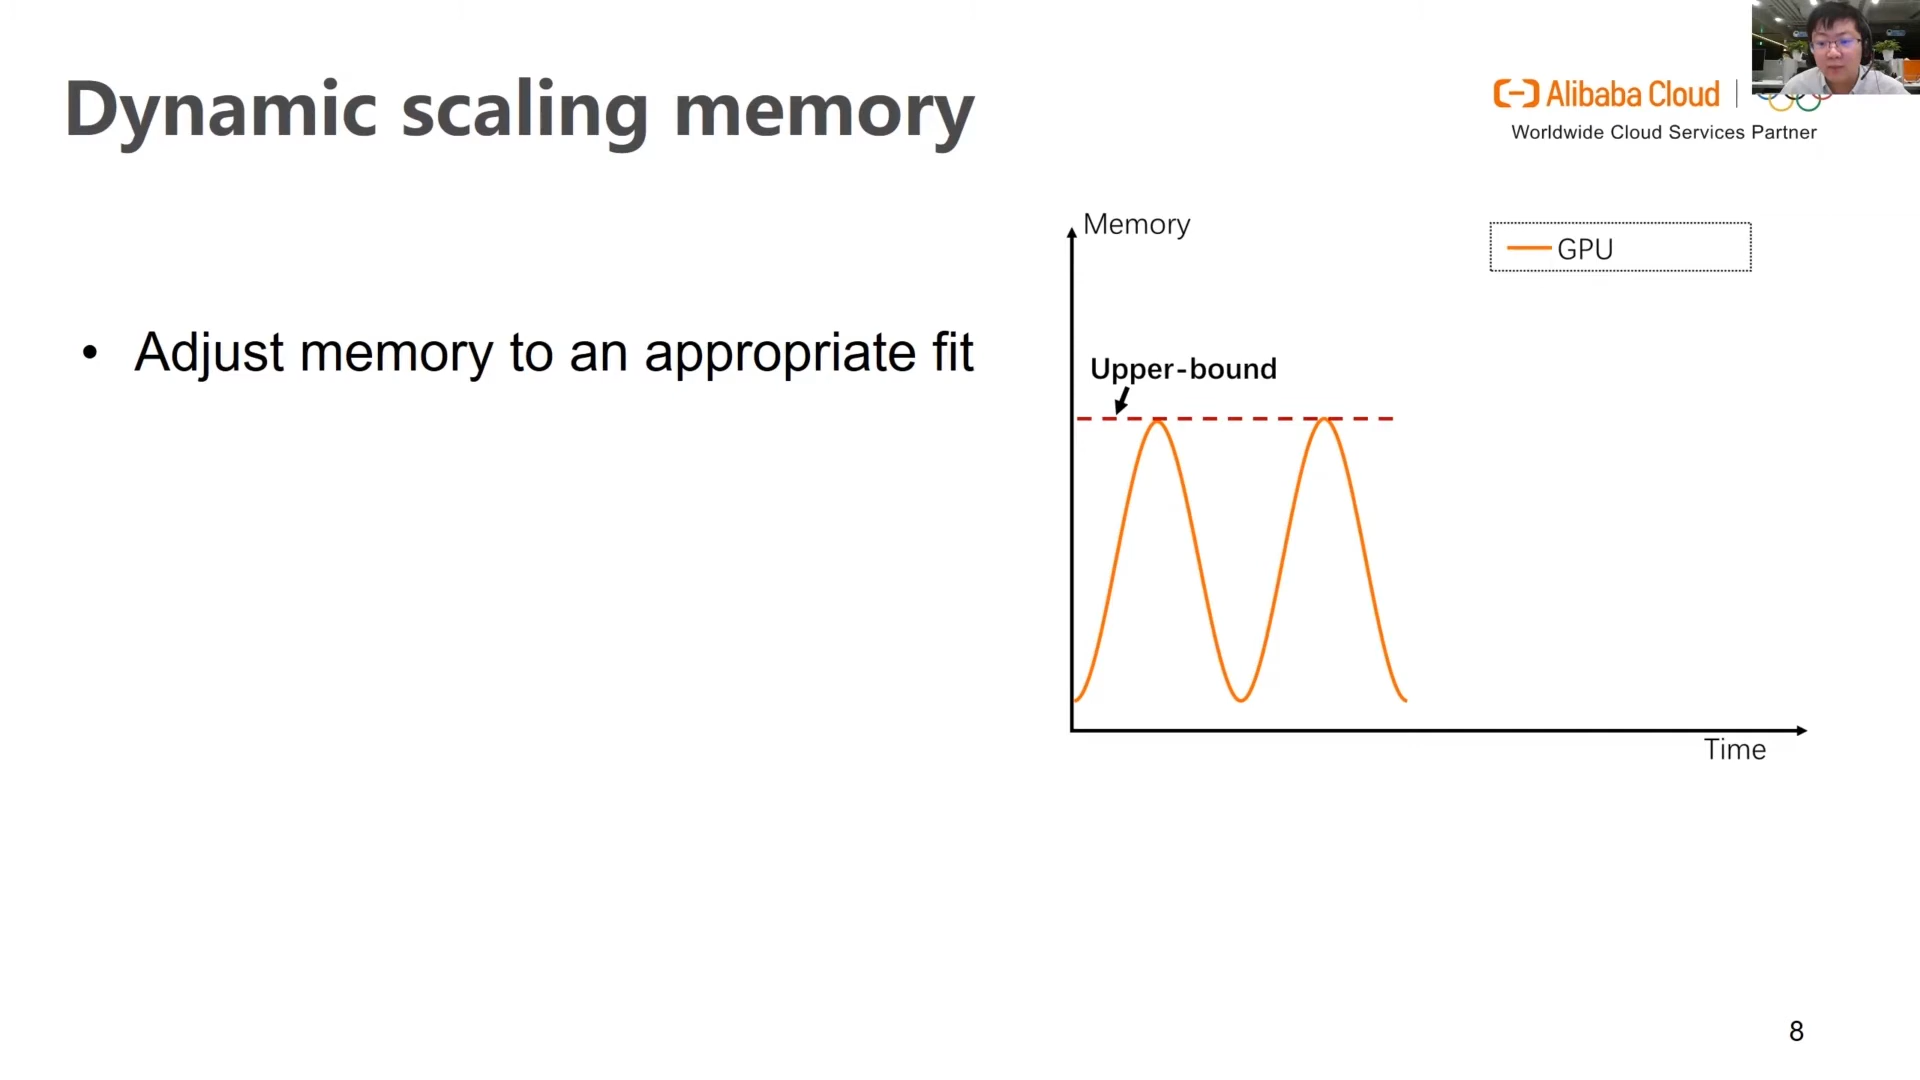 Dynamic scaling memory
Alibaba Cloud
Worldwide Cloud Services Partner
• Adjust memory to an appropriate fit
Memory
GPU
Upper-bound
Time
8